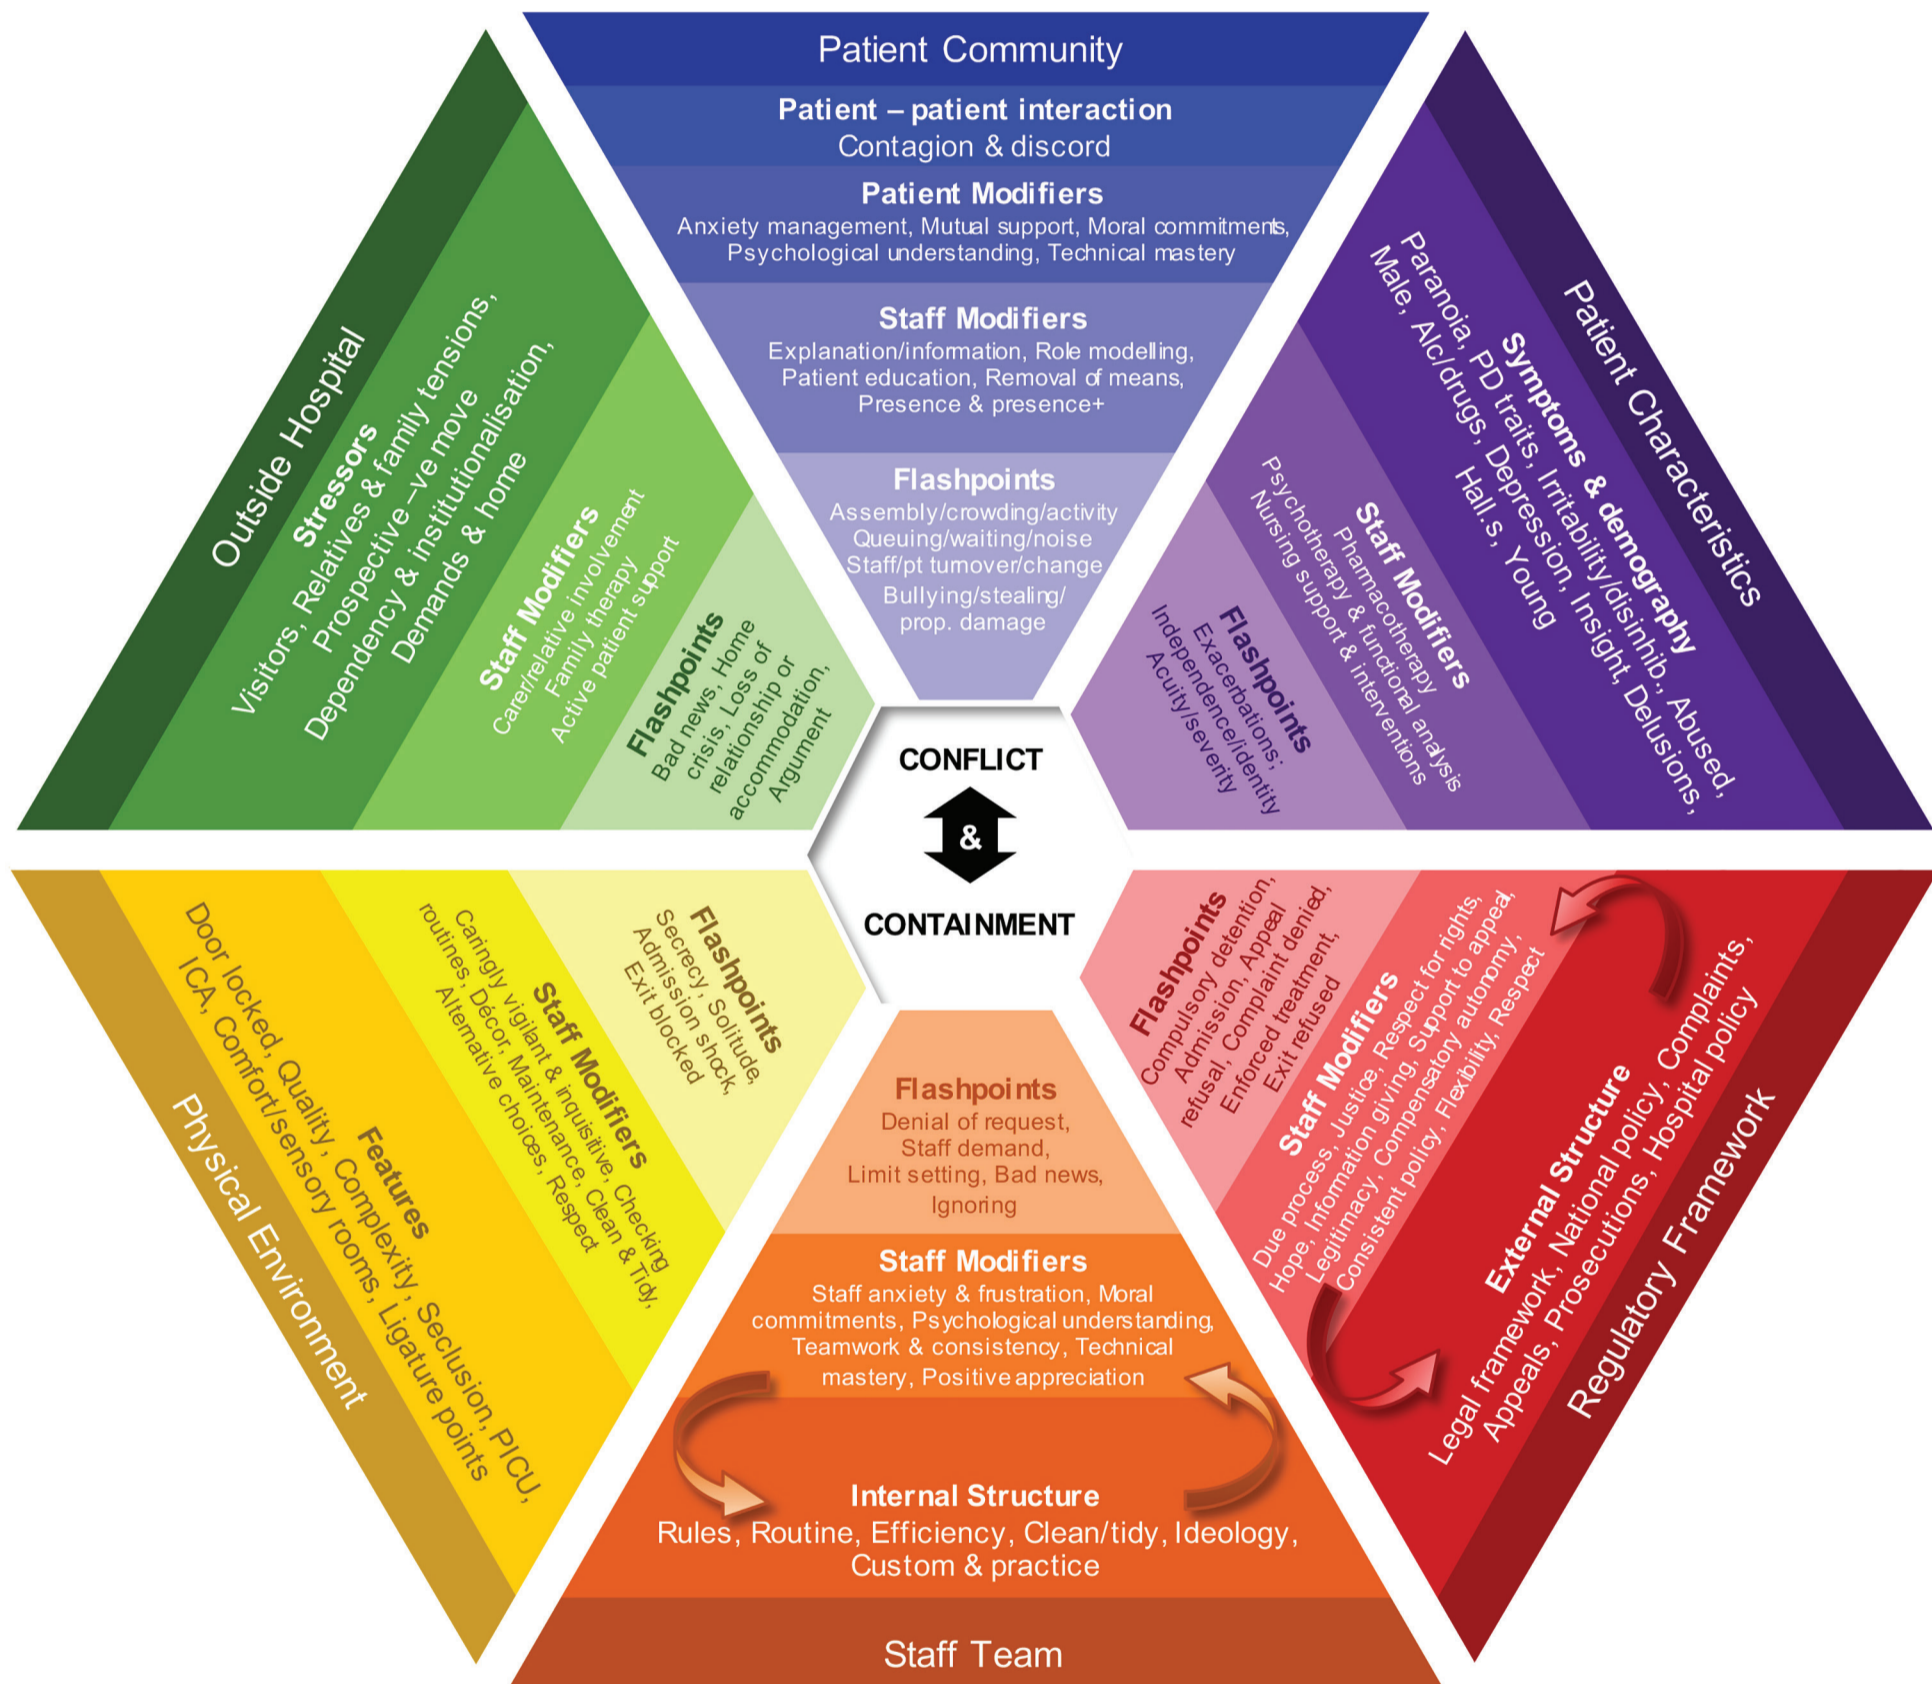 Patient Community
Patient – patient interaction
Contagion & discord
Patient Modifiers
Anxiety management, Mutual support, Moral commitments,
Psychological understanding, Technical mastery
Staff Modifiers
Explanation/information, Role modelling,
Patient education, Removal of means,
Presence & presence+
Flashpoints
Assembly/crowding/activity
Queuing/waiting/noise
Staff/pt turnover/change
Bullying/stealing/
prop. damage
Patient Characteristics
Symptoms & demography
Paranoia, PD traits, Irritability/disinhib., Abused,
Male, Alc/drugs, Depression, Insight, Delusions,
Hall.s, Young
Staff Modifiers
Pharmacotherapy
Psychotherapy & functional analysis
Nursing support & interventions
Flashpoints
Exacerbations;
Independence/identity
Acuity/severity
Regulatory Framework
External Structure
Legal framework, National policy, Complaints,
Appeals, Prosecutions, Hospital policy
Staff Modifiers
Due process, Justice, Respect for rights,
Hope, Information giving, Support to appeal,
Legitimacy, Compensatory autonomy,
Consistent policy, Flexibility, Respect
Flashpoints
Compulsory detention,
Admission, Appeal
refusal, Complaint denied,
Enforced treatment,
Exit refused
Flashpoints
Denial of request,
Staff demand,
Limit setting, Bad news,
Ignoring
Staff Modifiers
Staff anxiety & frustration, Moral
commitments, Psychological understanding,
Teamwork & consistency, Technical
mastery, Positive appreciation
Internal Structure
Rules, Routine, Efficiency, Clean/tidy, Ideology,
Custom & practice
Staff Team
Physical Environment
Features
Door locked, Quality, Complexity, Seclusion, PICU,
ICA, Comfort/sensory rooms, Ligature points
Staff Modifiers
Caringly vigilant & inquisitive, Checking
routines, Décor, Maintenance, Clean & Tidy,
Alternative choices, Respect
Flashpoints
Secrecy, Solitude,
Admission shock,
Exit blocked
Outside Hospital
Stressors
Visitors, Relatives & family tensions,
Prospective –ve move
Dependency & institutionalisation,
Demands & home
Staff Modifiers
Carer/relative involvement
Family therapy
Active patient support
Flashpoints
Bad news, Home
crisis, Loss of
relationship or
accommodation,
Argument
CONFLICT
&
CONTAINMENT